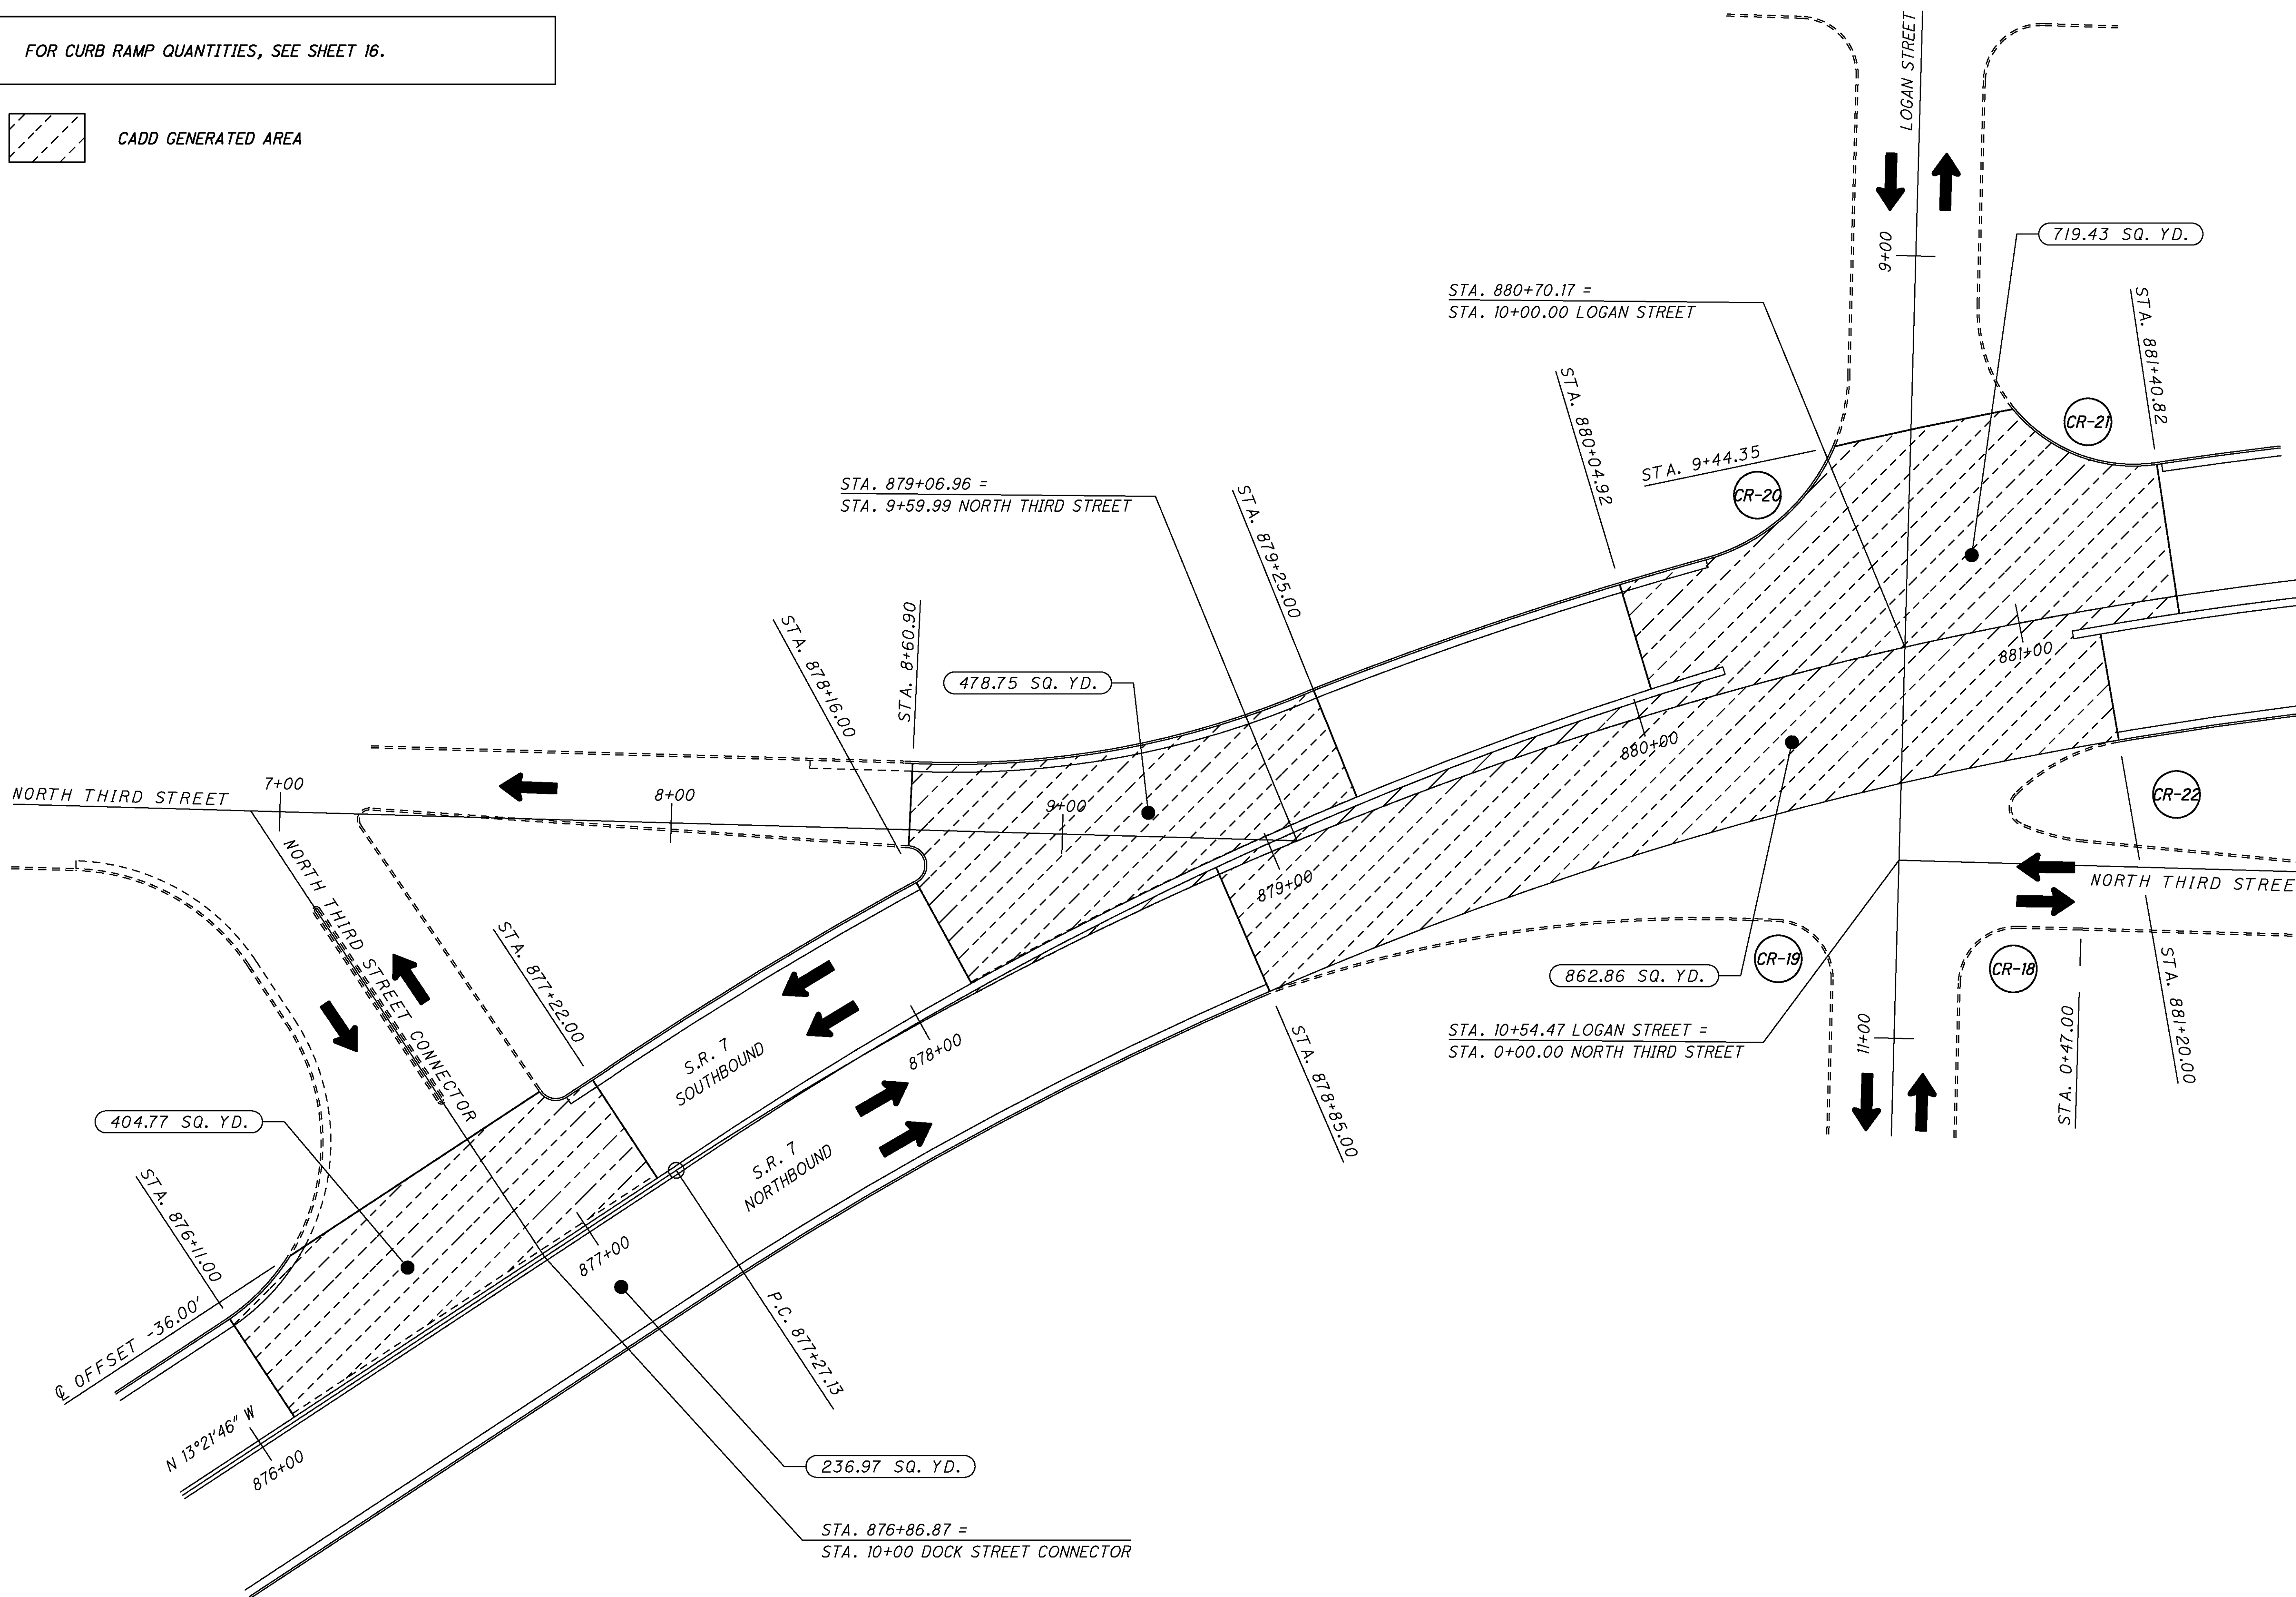 FOR CURB RAMP QUANTITIES, SEE SHEET 16.
CADD GENERATED AREA
LOGAN STREET
9+00
719.43 SQ. YD.
STA. 880+70.17 =
STA. 10+00.00 LOGAN STREET
STA. 881+40.82
STA. 880+04.92
STA. 9+44.35
CR-21
CR-20
STA. 879+06.96 =
STA. 9+59.99 NORTH THIRD STREET
STA. 879+25.00
STA. 878+16.00
STA. 8+60.90
478.75 SQ. YD.
881+00
880+00
NORTH THIRD STREET
7+00
8+00
9+00
879+00
CR-22
NORTH THIRD STREE
NORTH THIRD STREET CONNECTOR
STA. 877+22.00
S.R. 7
SOUTHBOUND
878+00
862.86 SQ. YD.
CR-19
CR-18
STA. 10+54.47 LOGAN STREET =
STA. 0+00.00 NORTH THIRD STREET
11+00
STA. 0+47.00
STA. 881+20.00
STA. 878+85.00
404.77 SQ. YD.
S.R. 7
NORTHBOUND
STA. 876+11.00
877+00
P.C. 877+27.13
℄ OFFSET -36.00'
N 13°21'46" W
876+00
236.97 SQ. YD.
STA. 876+86.87 =
STA. 10+00 DOCK STREET CONNECTOR